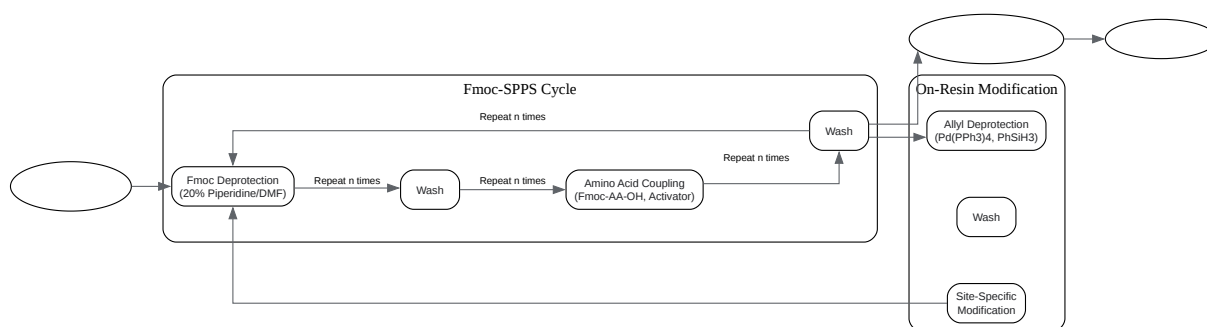 Fmoc-SPPS Cycle
On-Resin Modification
Repeat n times
Wash
Allyl Deprotection
(Pd(PPh3)4, PhSiH3)
Repeat n times
Fmoc Deprotection
(20% Piperidine/DMF)
Repeat n times
Wash
Repeat n times
Amino Acid Coupling
(Fmoc-AA-OH, Activator)
Wash
Site-Specific
Modification